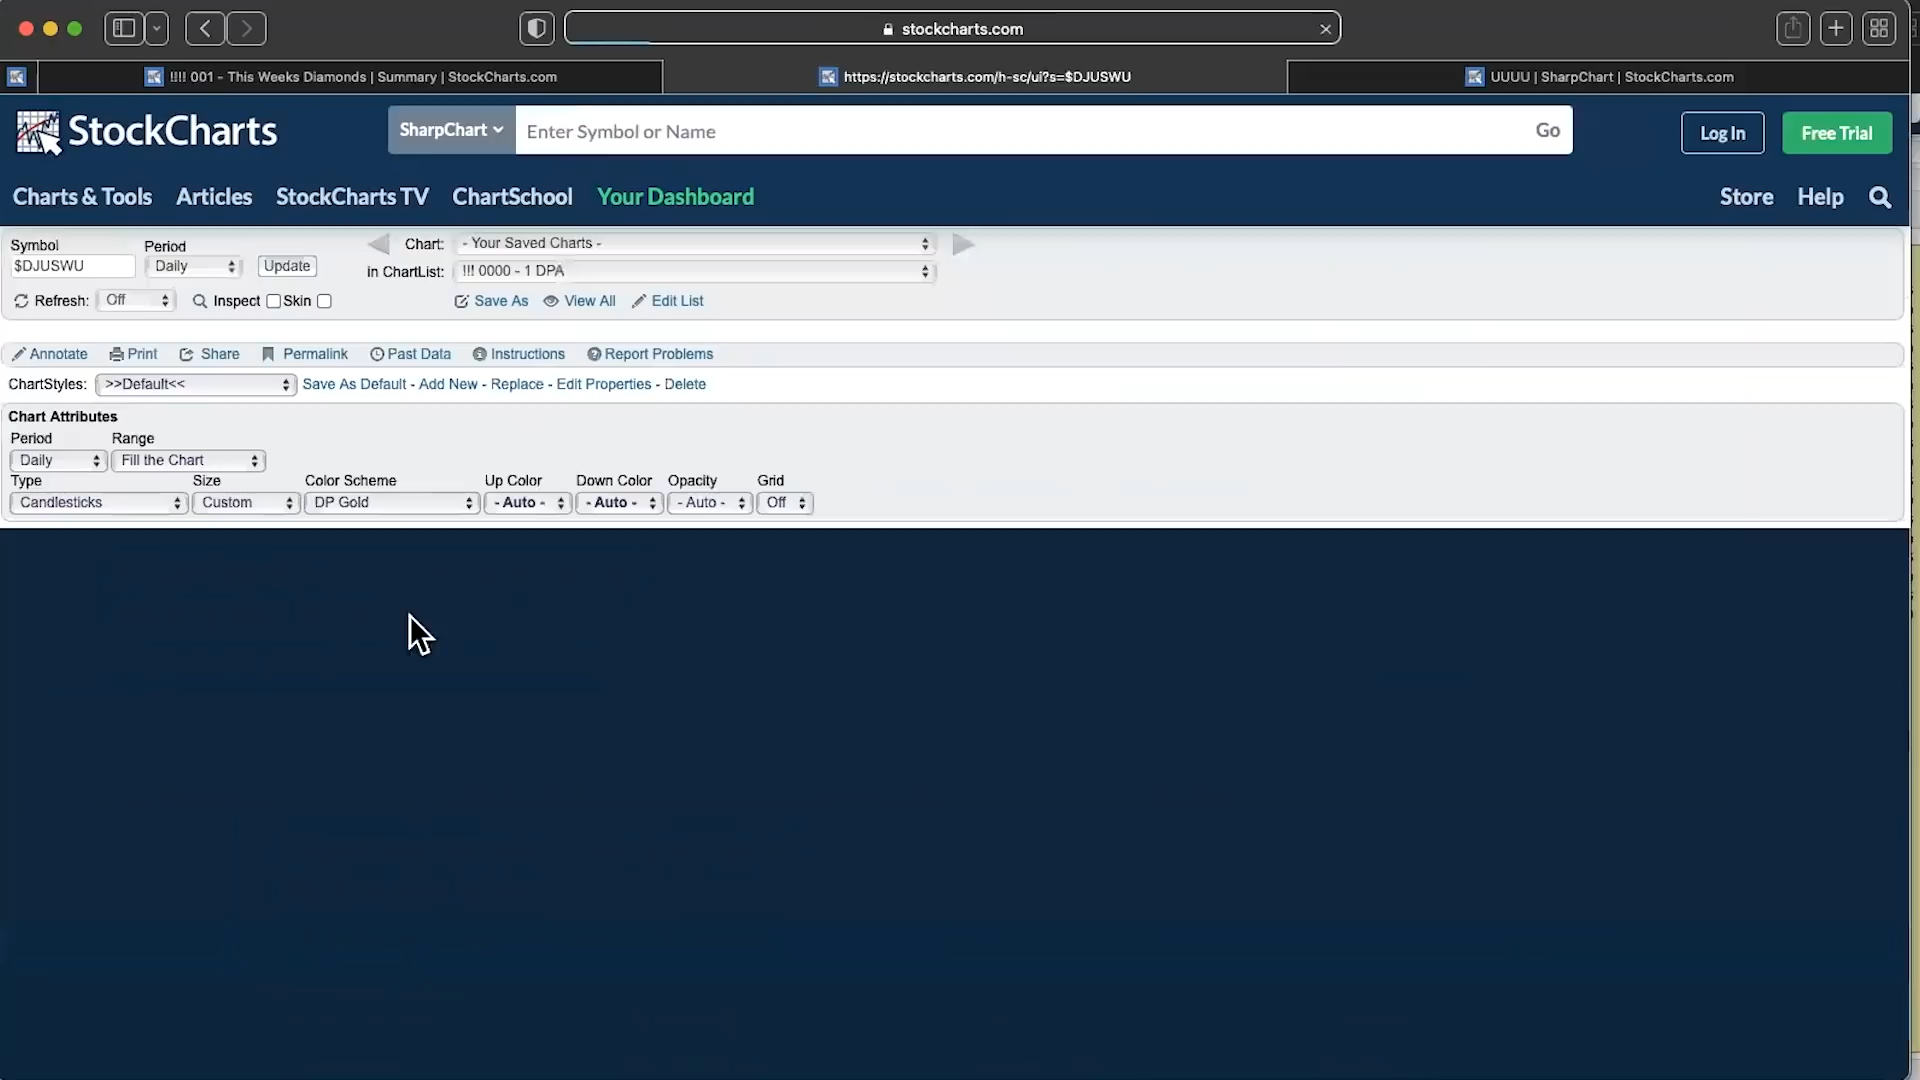 stockcharts.com
!!!! 001 - This Weeks Diamonds | Summary | StockCharts.com
https://stockcharts.com/h-sc/ui?s=$DJUSWU
UUUU | SharpChart | StockCharts.com
StockCharts
SharpChart
Enter Symbol or Name
Go
Log In
Free Trial
Charts & Tools
Articles
StockCharts TV
ChartSchool
Your Dashboard
Store
Help
Symbol
Period
Chart:
- Your Saved Charts -
$DJUSWU
Daily
Update
in ChartList:
!!! 0000 - 1 DPA
Refresh:
Off
Inspect
Skin
Save As
View All
Edit List
Annotate
Print
Share
Permalink
Past Data
Instructions
Report Problems
ChartStyles:
>>Default<<
Save As Default - Add New - Replace - Edit Properties - Delete
Chart Attributes
Period
Range
Daily
Fill the Chart
Type
Size
Color Scheme
Up Color
Down Color
Opacity
Grid
Candlesticks
Custom
DP Gold
- Auto -
- Auto -
- Auto -
Off